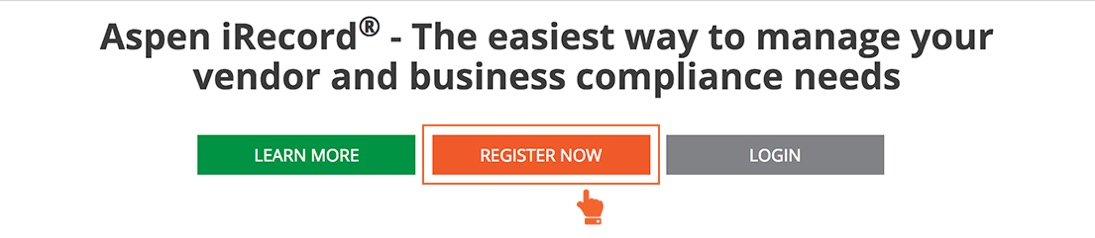 Aspen iRecord® - The easiest way to manage your
vendor and business compliance needs
LEARN MORE
REGISTER NOW
LOGIN